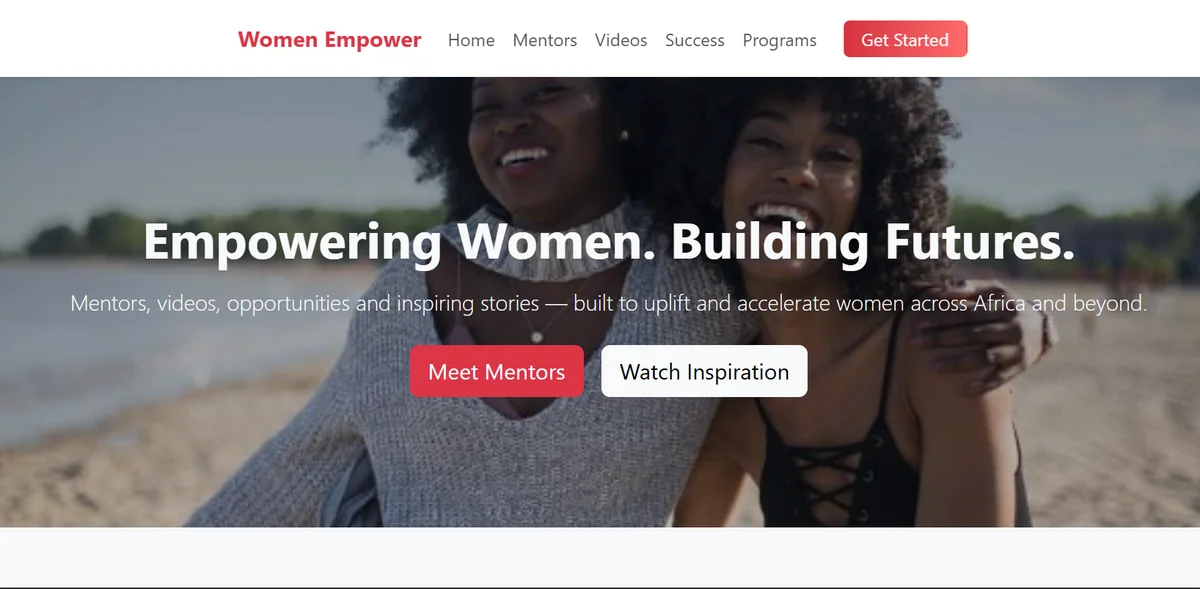 Women Empower Home Mentors Videos Success Programs Get Started
Empowering Women. Building Futures.
Mentors, videos, opportunities and inspiring stories — built to uplift and accelerate women across Africa and beyond.
Meet Mentors Watch Inspiration